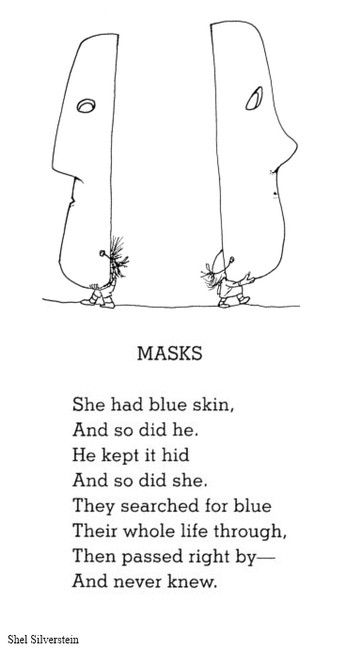 MASKS
She had blue skin,
And so did he.
He kept it hid
And so did she.
They searched for blue
Their whole life through,
Then passed right by—
And never knew.
Shel Silverstein